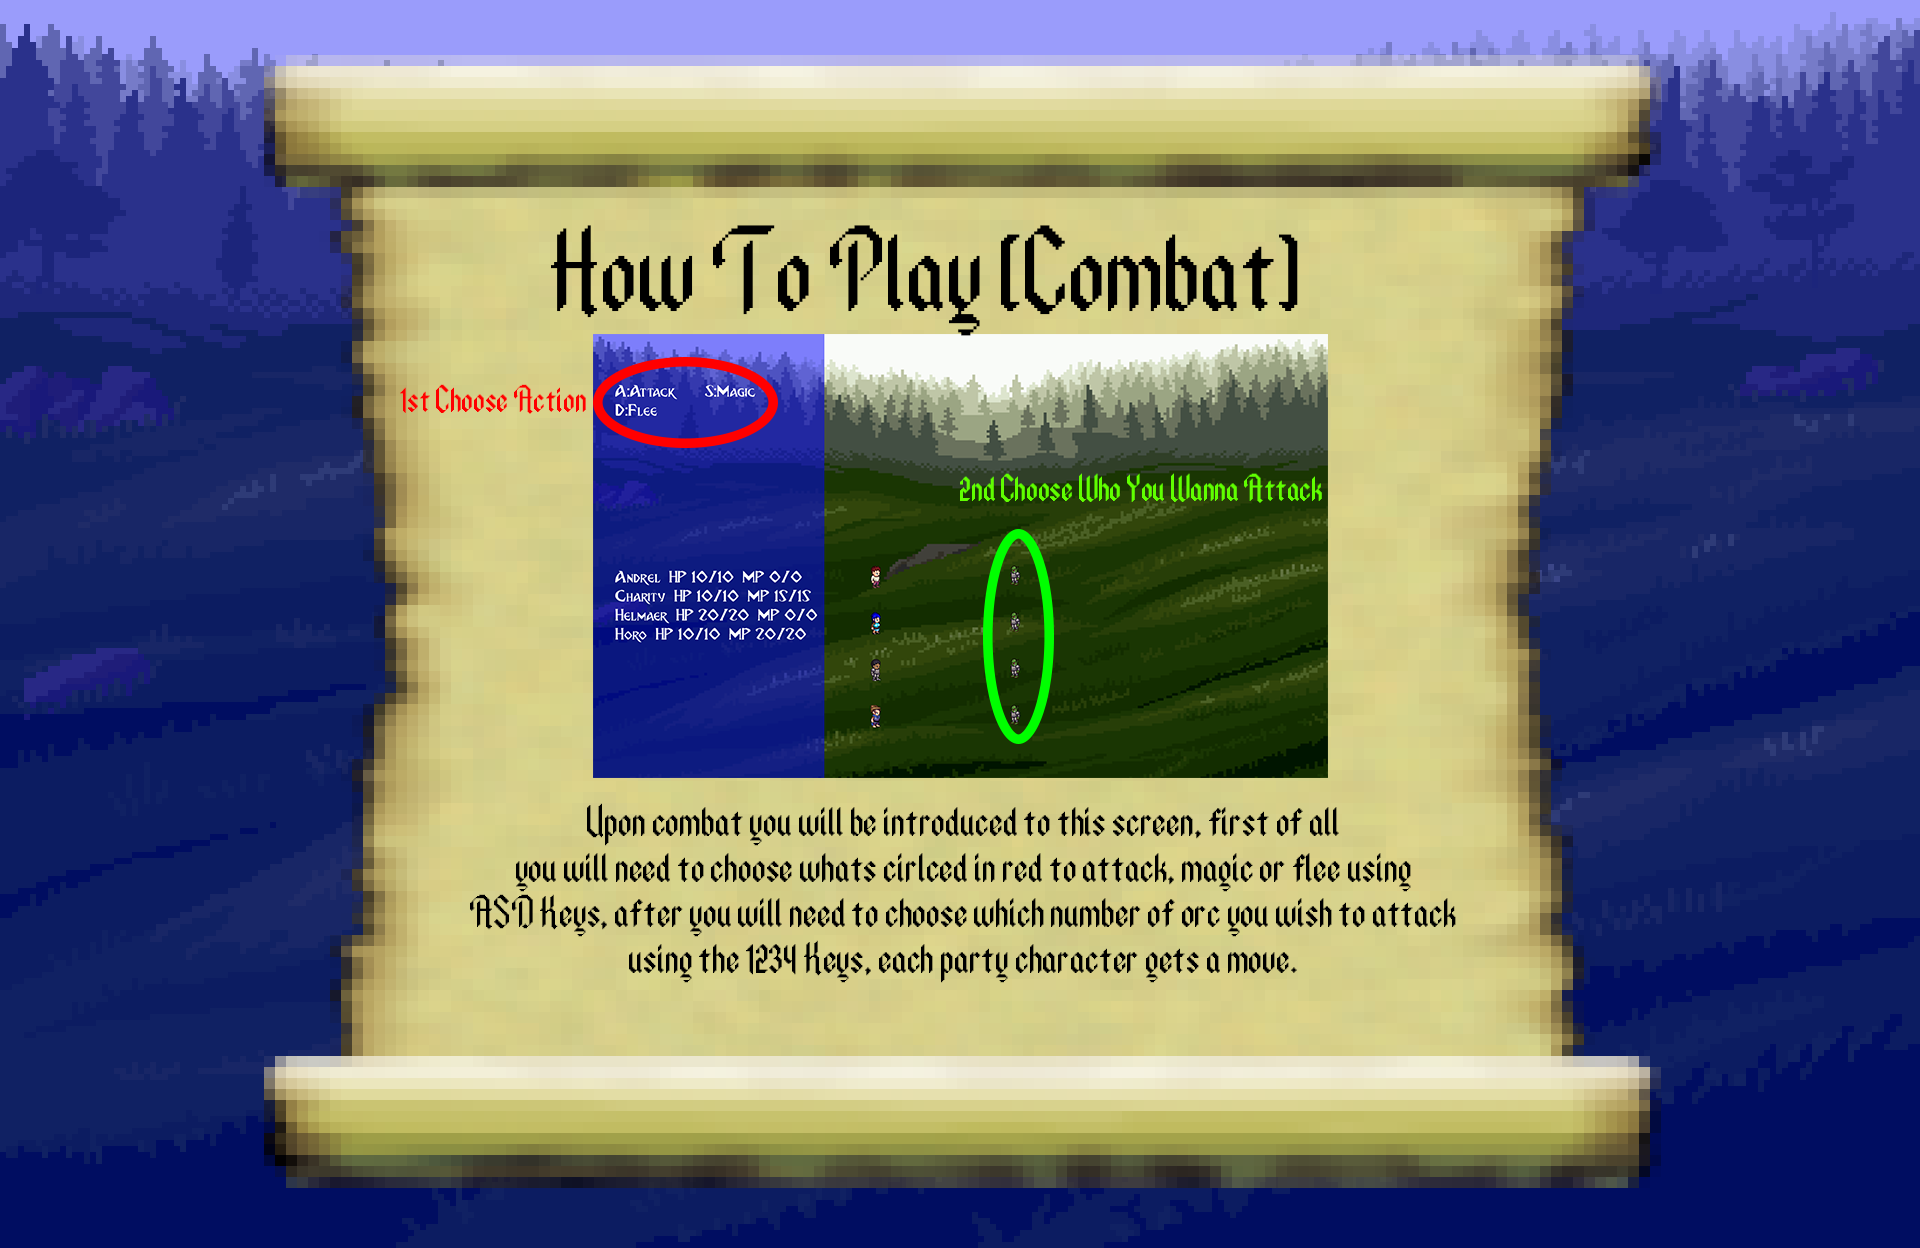 How To Play (Combat)
1st Choose Action
A:Attack S:Magic
D:Flee
2nd Choose Who You Wanna Attack
Andrel HP 10/10 MP 0/0
Charity HP 10/10 MP 15/15
Helmaer HP 20/20 MP 0/0
Horo HP 10/10 MP 20/20
Upon combat you will be introduced to this screen, first of all
you will need to choose whats cirlced in red to attack, magic or flee using
ASD Keys, after you will need to choose which number of orc you wish to attack
using the 1234 Keys, each party character gets a move.